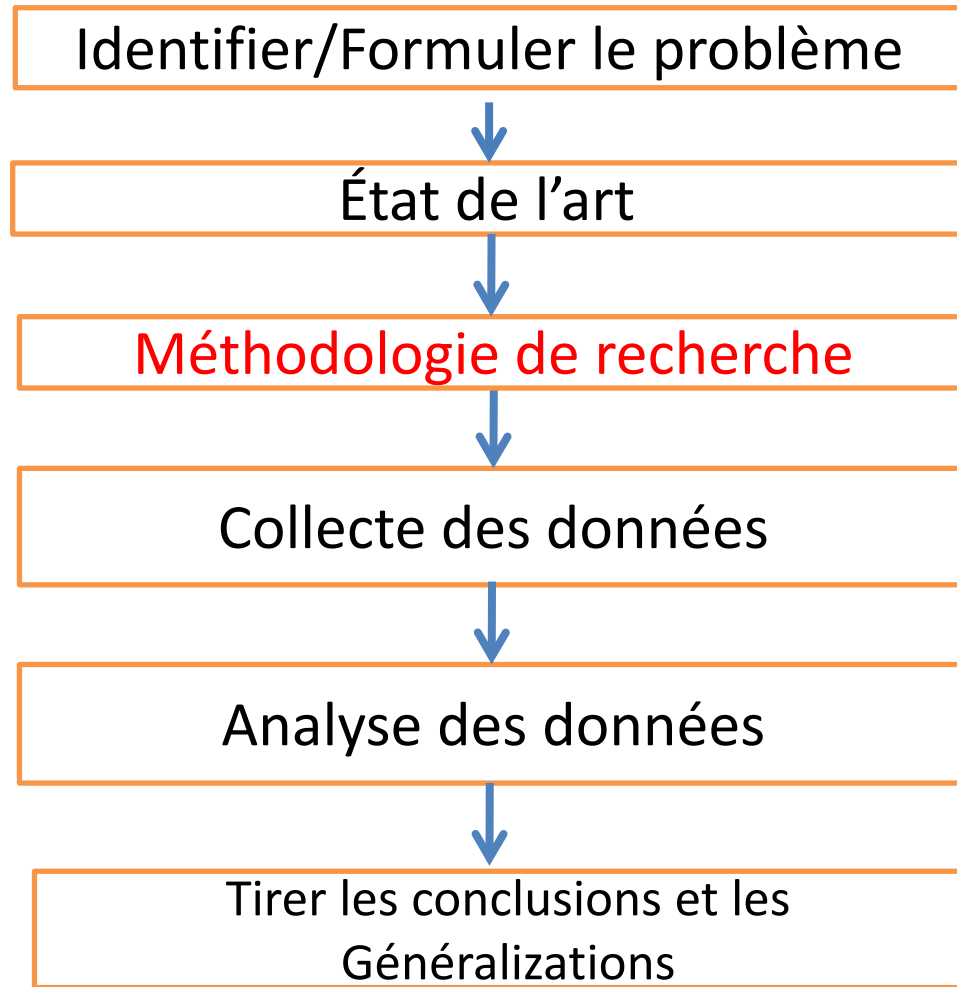 Identifier/Formuler le problème
État de l’art
Méthodologie de recherche
Collecte des données
Analyse des données
Tirer les conclusions et les
Généralizations